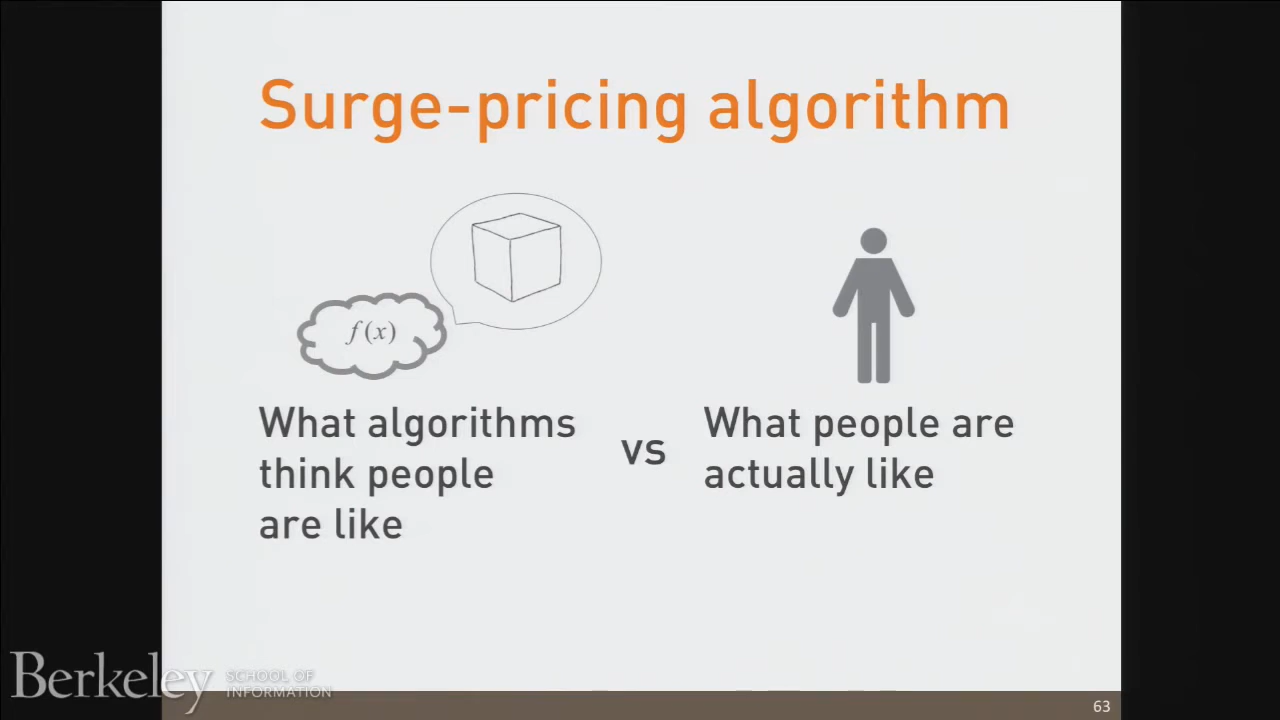 Surge-pricing algorithm
f(x)
What algorithms
think people
are like
vs
What people are
actually like
Berkeley
SCHOOL OF
INFORMATION
63